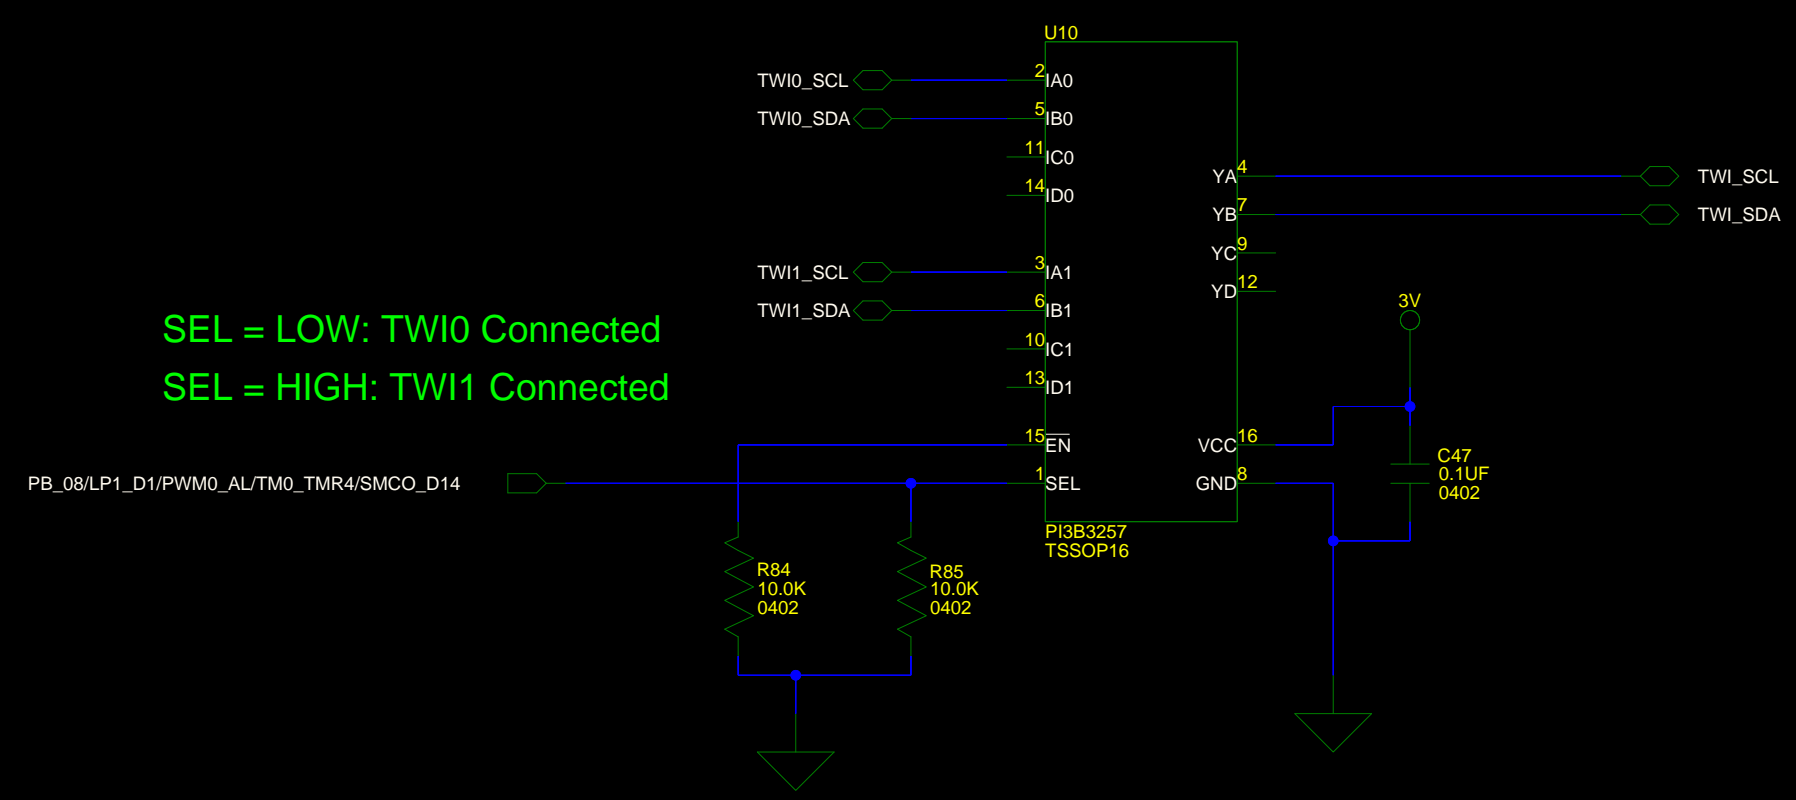 U10
TWI0_SCL
2
IA0
TWI0_SDA
5
IB0
11
IC0
14
ID0
YA
4
TWI_SCL
YB
7
TWI_SDA
YC
9
YD
12
TWI1_SCL
3
IA1
TWI1_SDA
6
IB1
10
IC1
13
ID1
3V
SEL = LOW: TWI0 Connected
SEL = HIGH: TWI1 Connected
15
EN
VCC
16
PB_08/LP1_D1/PWM0_AL/TM0_TMR4/SMCO_D14
1
SEL
GND
8
C47
0.1UF
0402
PI3B3257
TSSOP16
R84
10.0K
0402
R85
10.0K
0402